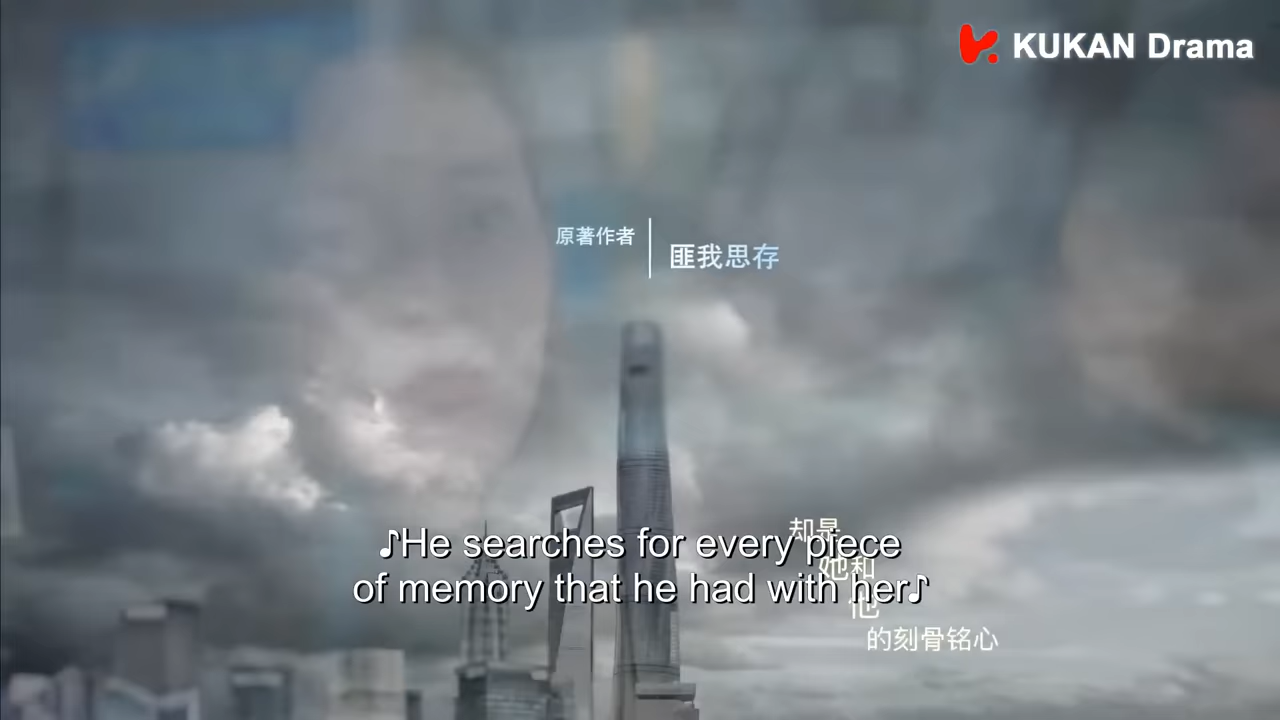 KUKAN Drama
原著作者
匪我思存
却是
♪He searches for every piece
她和
of memory that he had with her♪
他
的刻骨铭心